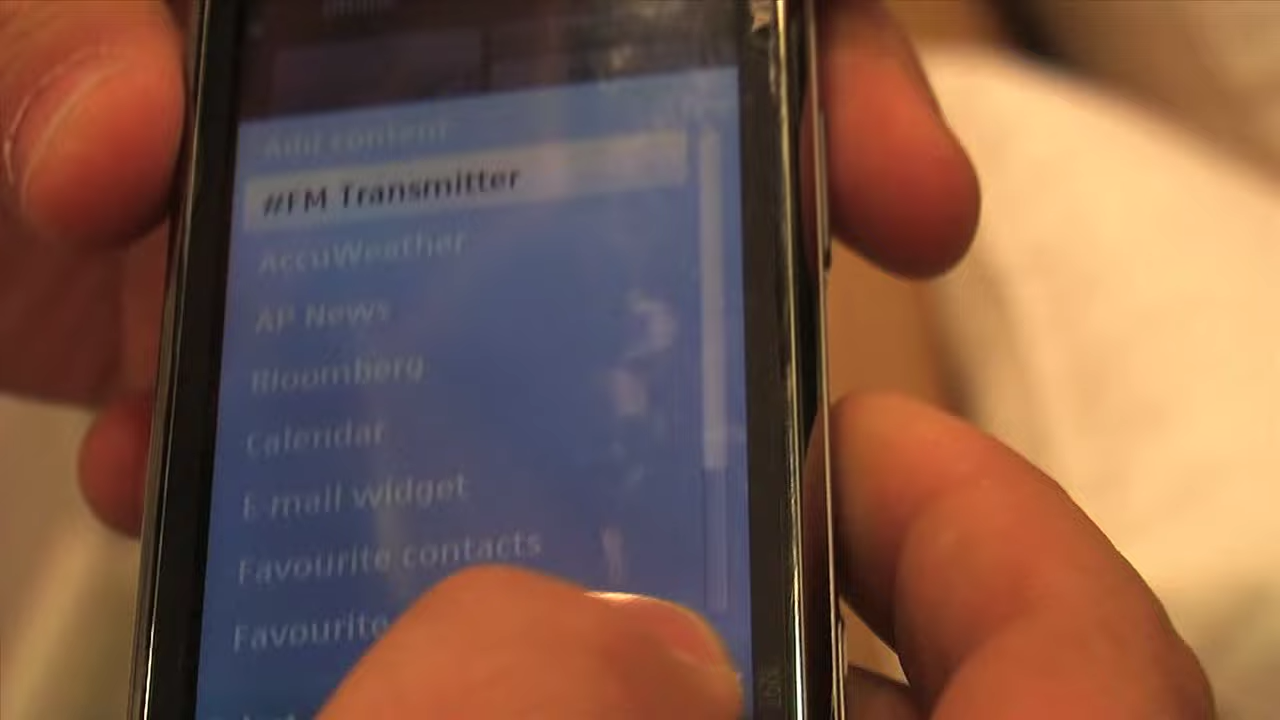 Add content
#FM Transmitter
AccuWeather
AP News
Bloomberg
Calendar
E-mail widget
Favourite contacts
Favourite